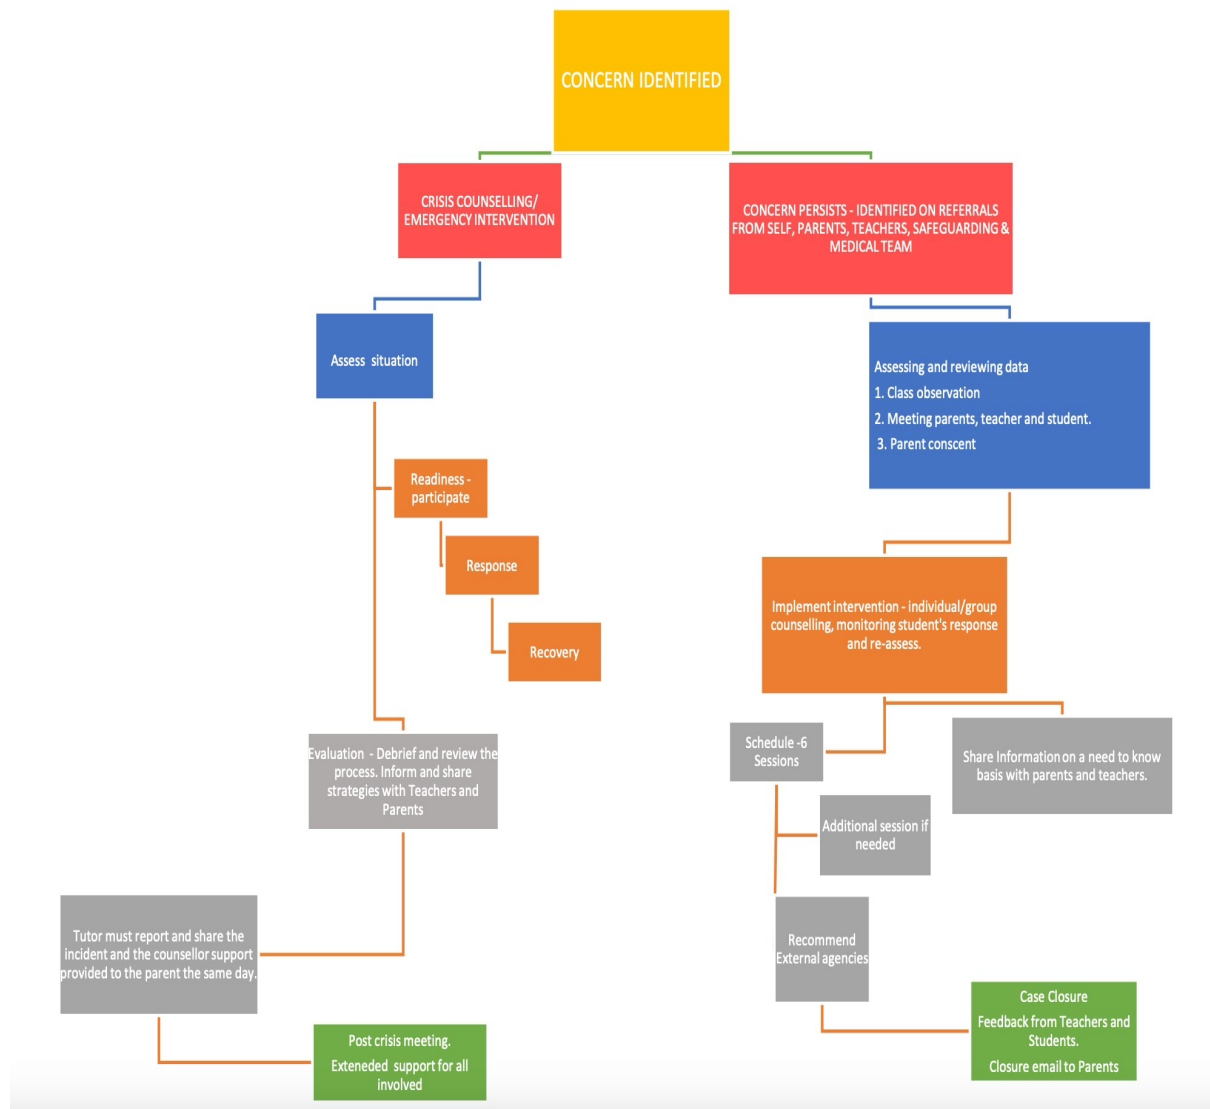 CONCERN IDENTIFIED
CRISIS COUNSELLING/
EMERGENCY INTERVENTION
Assess situation
Readiness -
participate
Response
Recovery
Evaluation - Debrief and review the
process. Inform and share
strategies with Teachers and
Parents
Tutor must report and share the
incident and the counsellor support
provided to the parent the same day.
Post crisis meeting.
Exteneded support for all
involved
CONCERN PERSISTS - IDENTIFIED ON REFERRALS
FROM SELF, PARENTS, TEACHERS, SAFEGUARDING &
MEDICAL TEAM
Assessing and reviewing data
1. Class observation
2. Meeting parents, teacher and student.
3. Parent conscent
Implement intervention - individual/group
counselling, monitoring student's response
and re-assess.
Schedule -6
Sessions
Share Information on a need to know
basis with parents and teachers.
Additional session if
needed
Recommend
External agencies
Case Closure
Feedback from Teachers and
Students.
Closure email to Parents